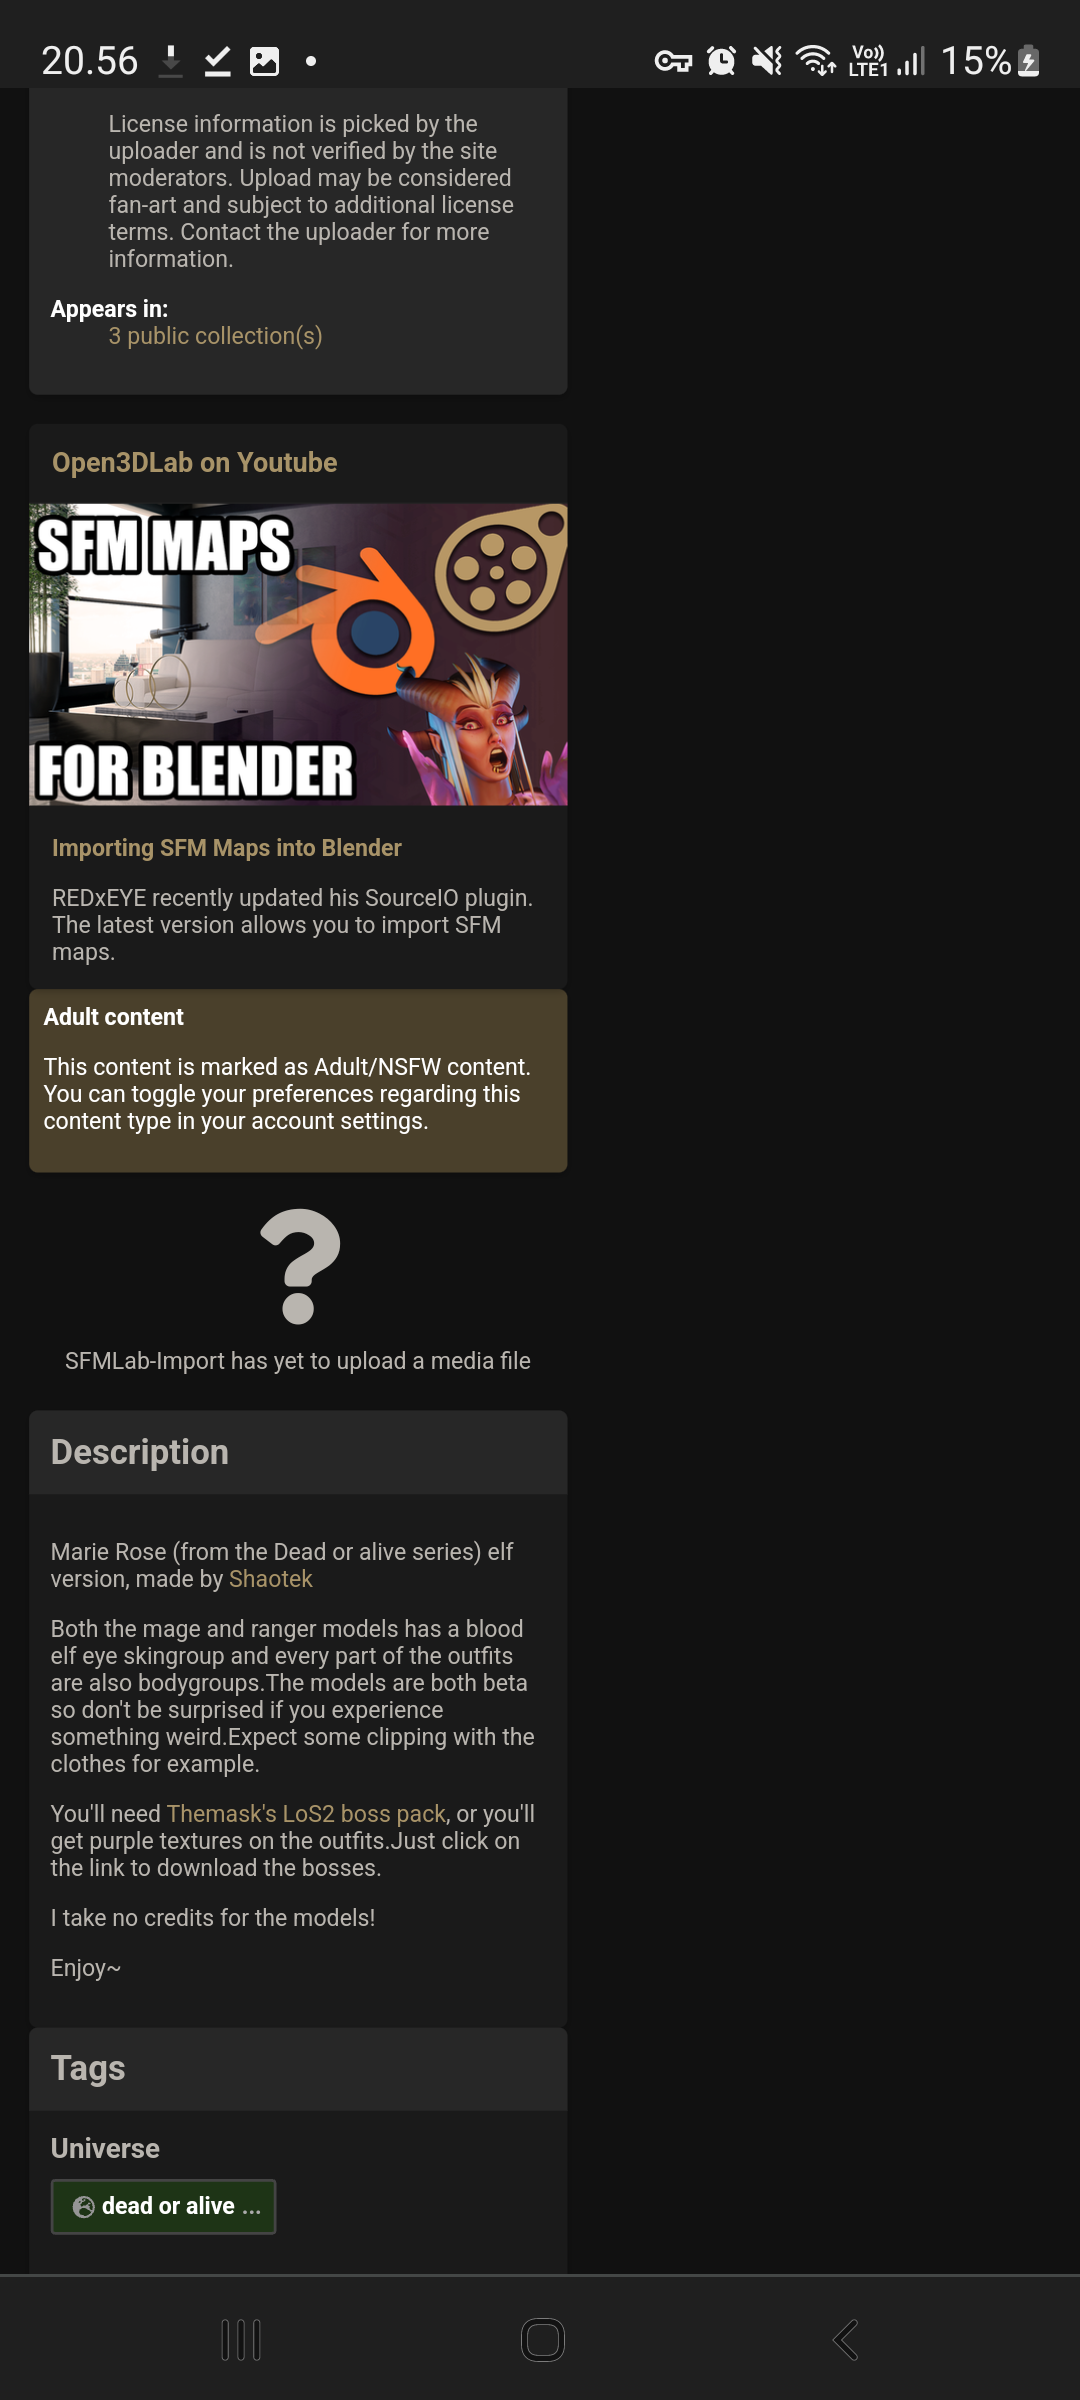 20.56
Vo))
LTE1
15%
License information is picked by the
uploader and is not verified by the site
moderators. Upload may be considered
fan-art and subject to additional license
terms. Contact the uploader for more
information.
Appears in:
3 public collection(s)
Open3DLab on Youtube
SFM MAPS
FOR BLENDER
Importing SFM Maps into Blender
REDxEYE recently updated his SourceIO plugin.
The latest version allows you to import SFM
maps.
Adult content
This content is marked as Adult/NSFW content.
You can toggle your preferences regarding this
content type in your account settings.
SFMLab-Import has yet to upload a media file
Description
Marie Rose (from the Dead or alive series) elf
version, made by Shaotek
Both the mage and ranger models has a blood
elf eye skingroup and every part of the outfits
are also bodygroups.The models are both beta
so don't be surprised if you experience
something weird.Expect some clipping with the
clothes for example.
You'll need Themask's LoS2 boss pack, or you'll
get purple textures on the outfits.Just click on
the link to download the bosses.
I take no credits for the models!
Enjoy~
Tags
Universe
dead or alive ...